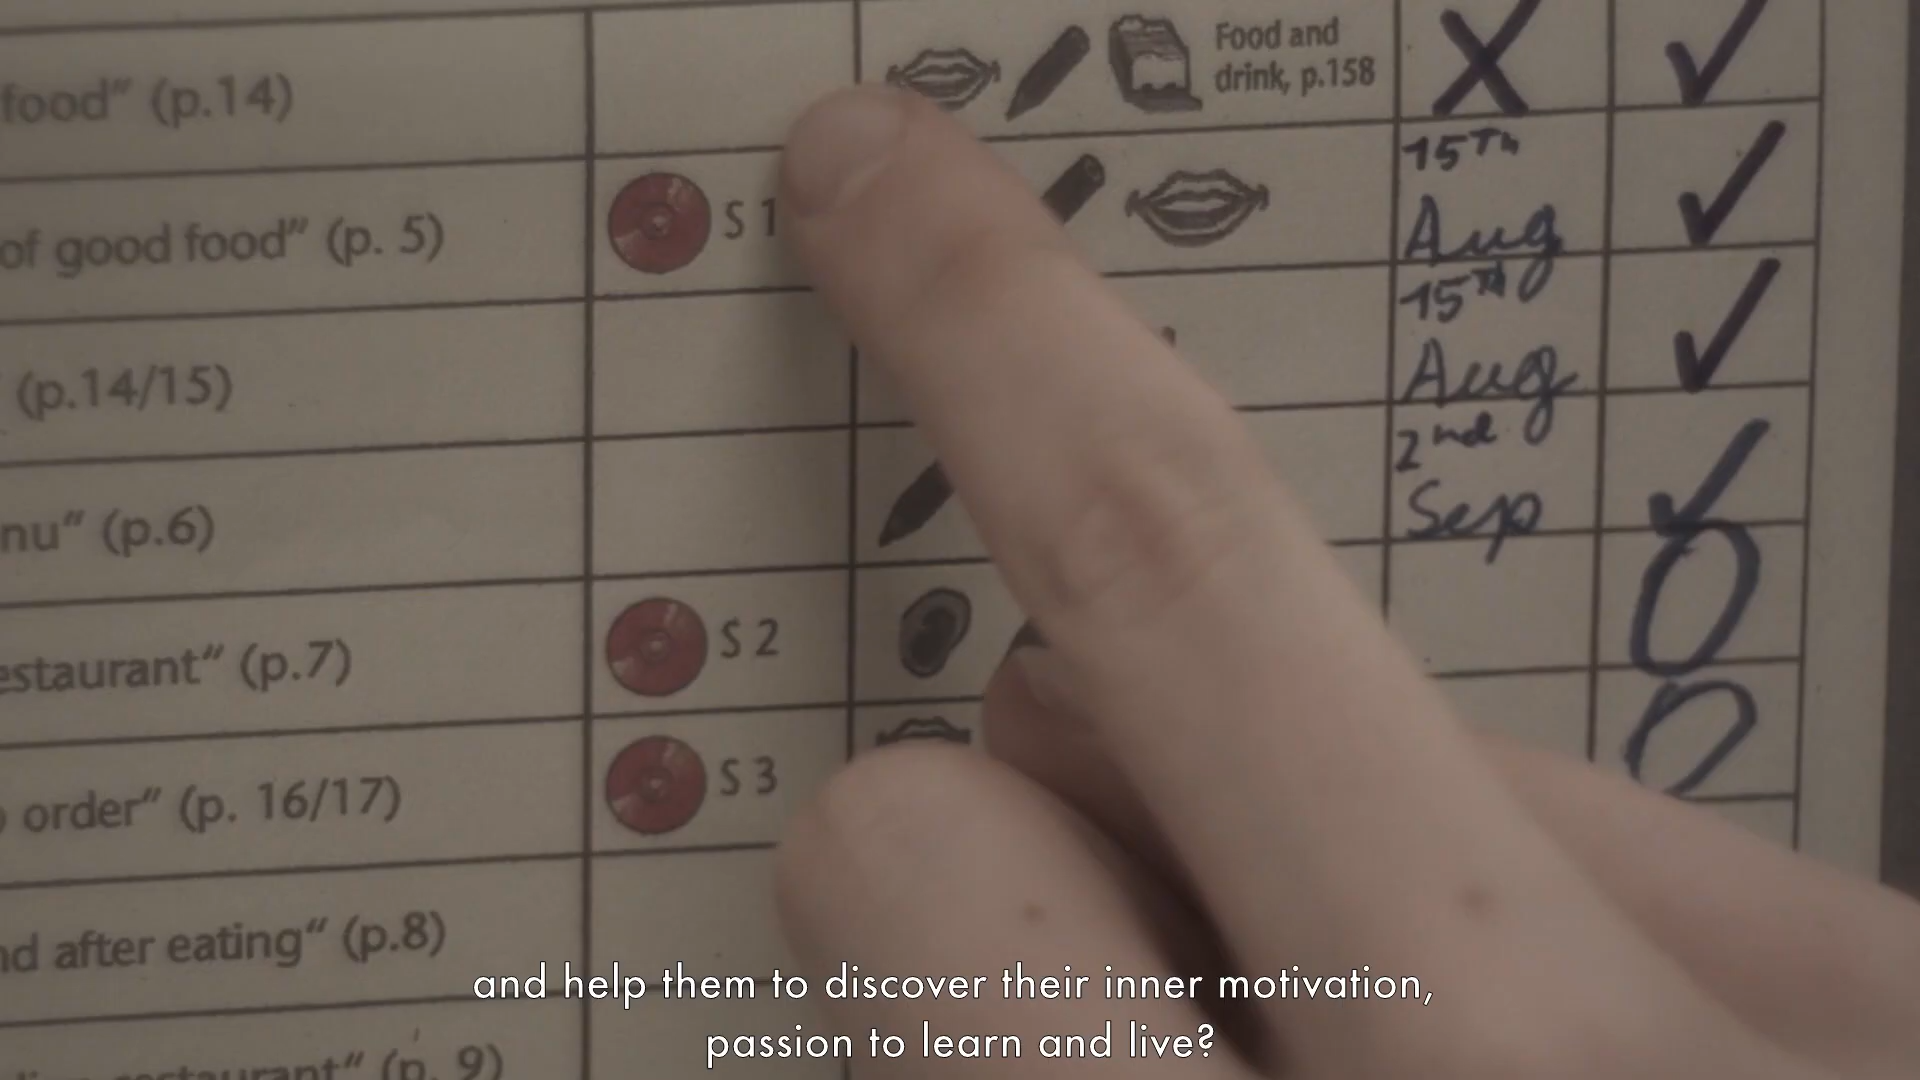 food" (p.14)
Food and
drink, p.158
X
✓
of good food" (p. 5)
S 1
15Th
Aug
✓
(p.14/15)
15Th
Aug
✓
nu" (p.6)
2nd
Sep
✓
estaurant" (p.7)
S 2
O
order" (p. 16/17)
S 3
O
nd after eating" (p.8)
restaurant" (p. 9)
and help them to discover their inner motivation,
passion to learn and live?